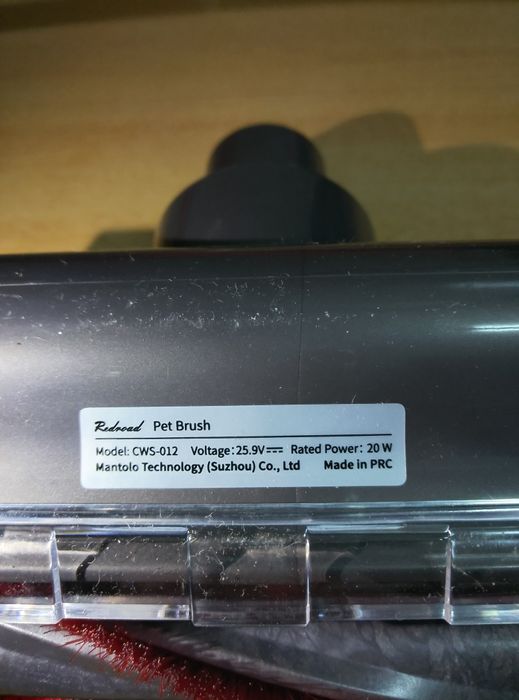 Redroad Pet Brush
Model: CWS-012 Voltage:25.9V⎓ Rated Power: 20 W
Mantolo Technology (Suzhou) Co., Ltd Made in PRC